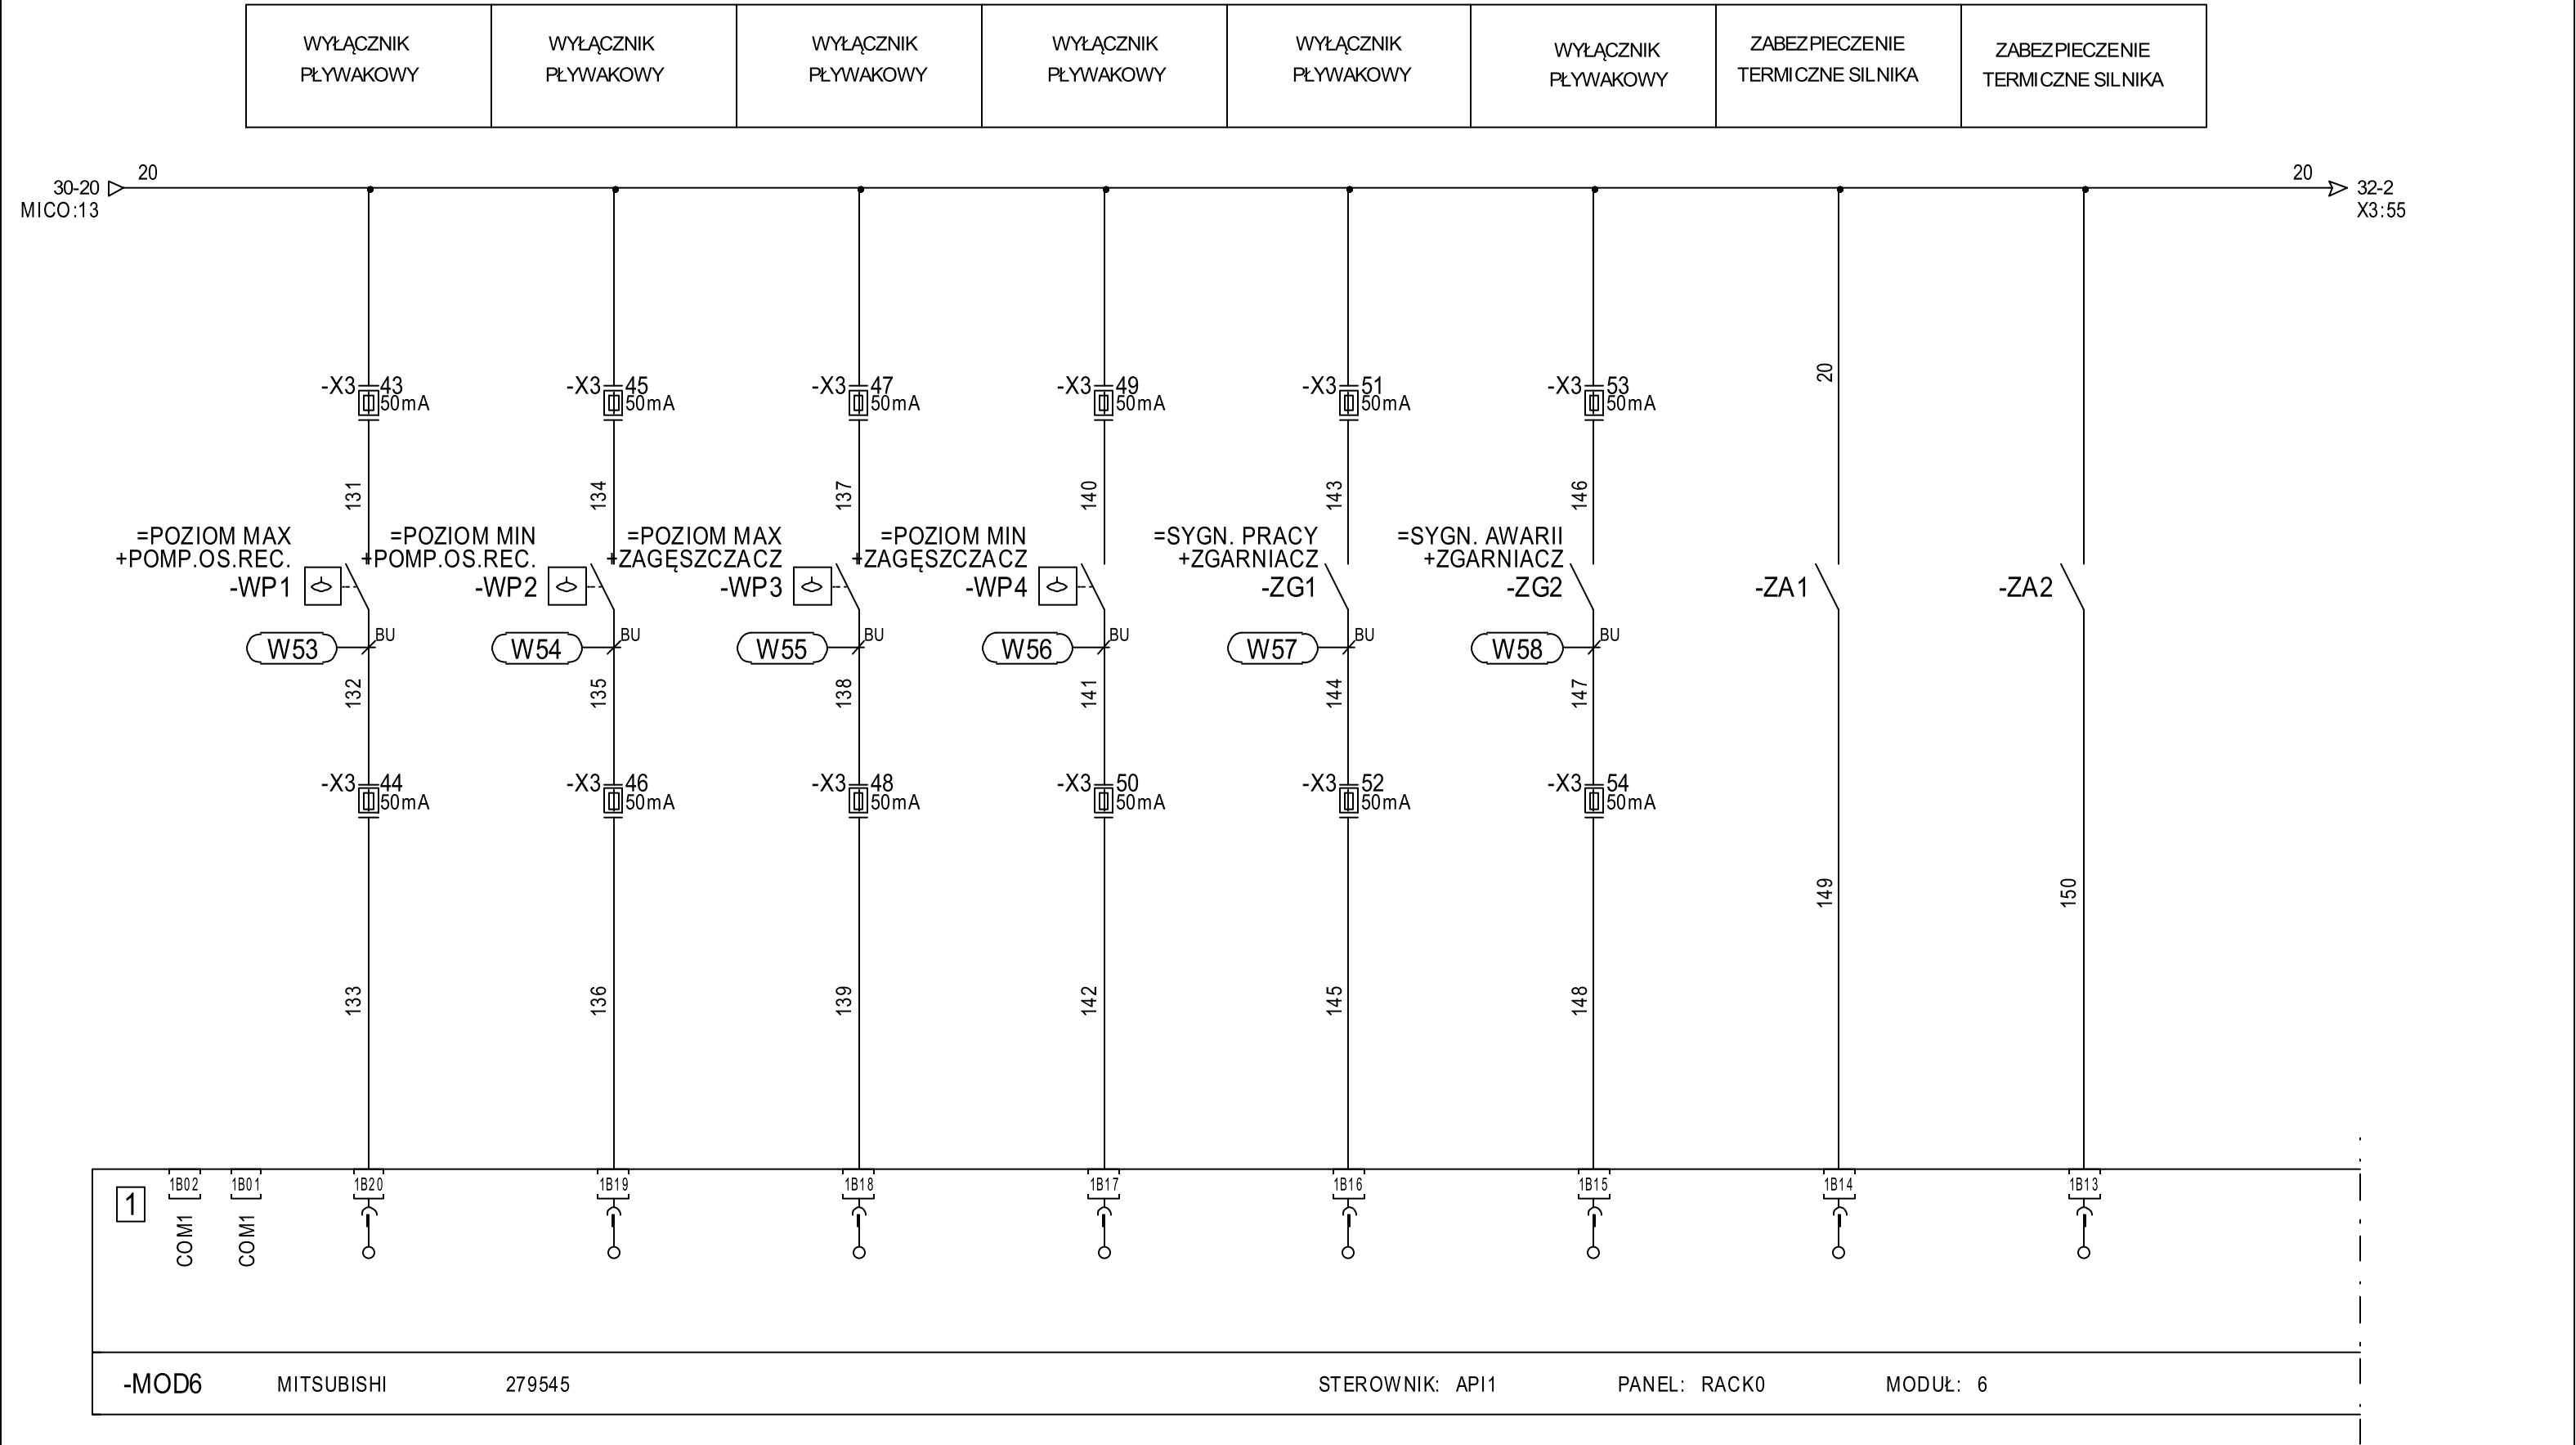 WYŁĄCZNIK
PŁYWAKOWY
WYŁĄCZNIK
PŁYWAKOWY
WYŁĄCZNIK
PŁYWAKOWY
WYŁĄCZNIK
PŁYWAKOWY
WYŁĄCZNIK
PŁYWAKOWY
WYŁĄCZNIK
PŁYWAKOWY
ZABEZPIECZENIE
TERMICZNE SILNIKA
ZABEZPIECZENIE
TERMICZNE SILNIKA
30-20
MICO:13
20
20
32-2
X3:55
-X3 43
50mA
-X3 45
50mA
-X3 47
50mA
-X3 49
50mA
-X3 51
50mA
-X3 53
50mA
20
131
134
137
140
143
146
=POZIOM MAX
+POMP.OS.REC.
-WP1
=POZIOM MIN
+POMP.OS.REC.
-WP2
=POZIOM MAX
+ZAGĘSZCZACZ
-WP3
=POZIOM MIN
+ZAGĘSZCZACZ
-WP4
=SYGN. PRACY
+ZGARNIACZ
-ZG1
=SYGN. AWARII
+ZGARNIACZ
-ZG2
-ZA1
-ZA2
W53 BU
W54 BU
W55 BU
W56 BU
W57 BU
W58 BU
132
135
138
141
144
147
-X3 44
50mA
-X3 46
50mA
-X3 48
50mA
-X3 50
50mA
-X3 52
50mA
-X3 54
50mA
149
150
133
136
139
142
145
148
1
1B02
COM1
1B01
COM1
1B20
1B19
1B18
1B17
1B16
1B15
1B14
1B13
-MOD6 MITSUBISHI 279545 STEROWNIK: API1 PANEL: RACK0 MODUŁ: 6